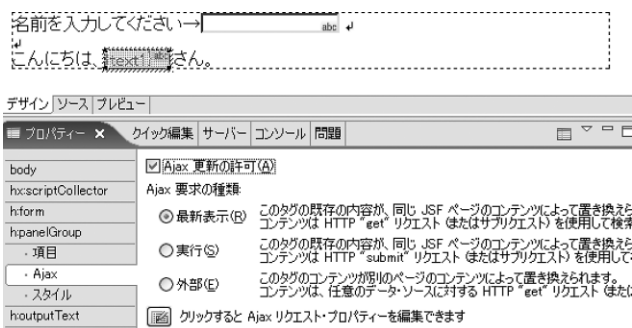 名前を入力してください→ abc
こんにちは、text1 abc さん。
デザイン ソース プレビュー
プロパティー クイック編集 サーバー コンソール 問題
body
hx:scriptCollector
h:form
h:panelGroup
・項目
・Ajax
・スタイル
h:outputText
Ajax 更新の許可(A)
Ajax 要求の種類:
最新表示(R) このタグの既存の内容が、同じ JSF ページのコンテンツによって置き換えら
コンテンツは HTTP "get" リクエスト (またはサブリクエスト) を使用して検索
実行(S) このタグの既存の内容が、同じ JSF ページのコンテンツによって置き換えら
コンテンツは HTTP "submit" リクエスト (またはサブリクエスト) を使用して
外部(E) このタグのコンテンツが別のページのコンテンツによって置き換えられます。
コンテンツは、任意のデータ・ソースに対する HTTP "get" リクエスト (また
クリックすると Ajax リクエスト・プロパティーを編集できます